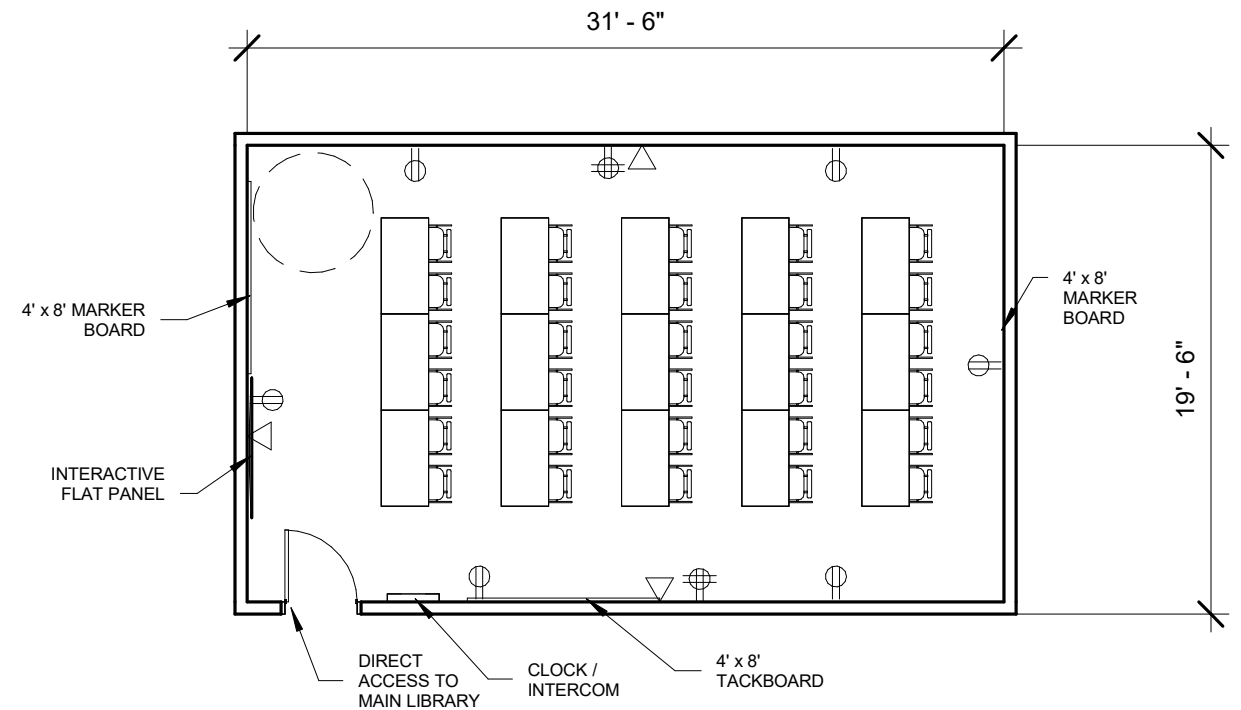 31' - 6"
4' x 8' MARKER
BOARD
4' x 8'
MARKER
BOARD
19' - 6"
INTERACTIVE
FLAT PANEL
DIRECT
ACCESS TO
MAIN LIBRARY
CLOCK /
INTERCOM
4' x 8'
TACKBOARD